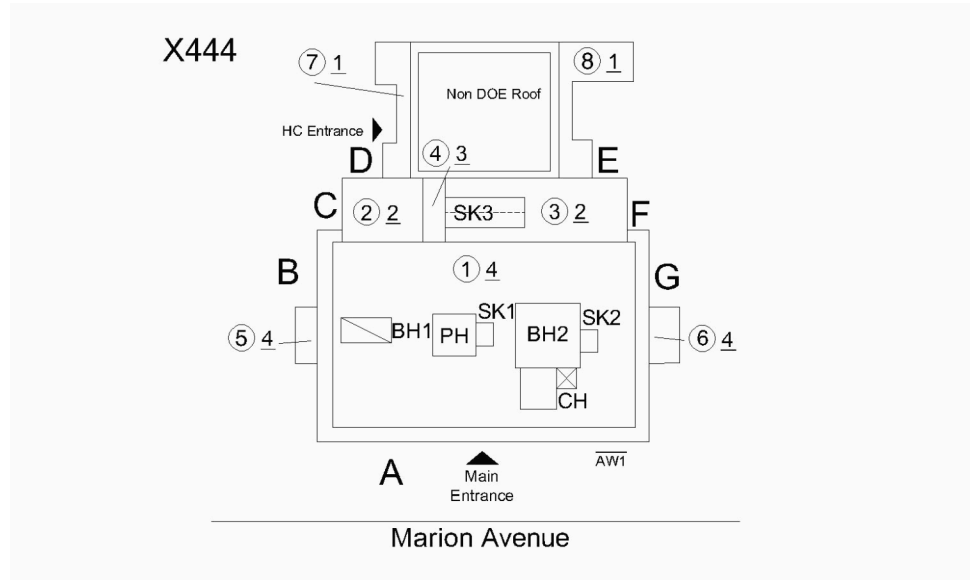 X444
⑦ 1
⑧ 1
Non DOE Roof
HC Entrance
④ 3
D
E
C
② 2
SK3
③ 2
F
B
① 4
G
SK1
SK2
⑤ 4
BH1
PH
BH2
⑥ 4
CH
A
AW1
Main
Entrance
Marion Avenue